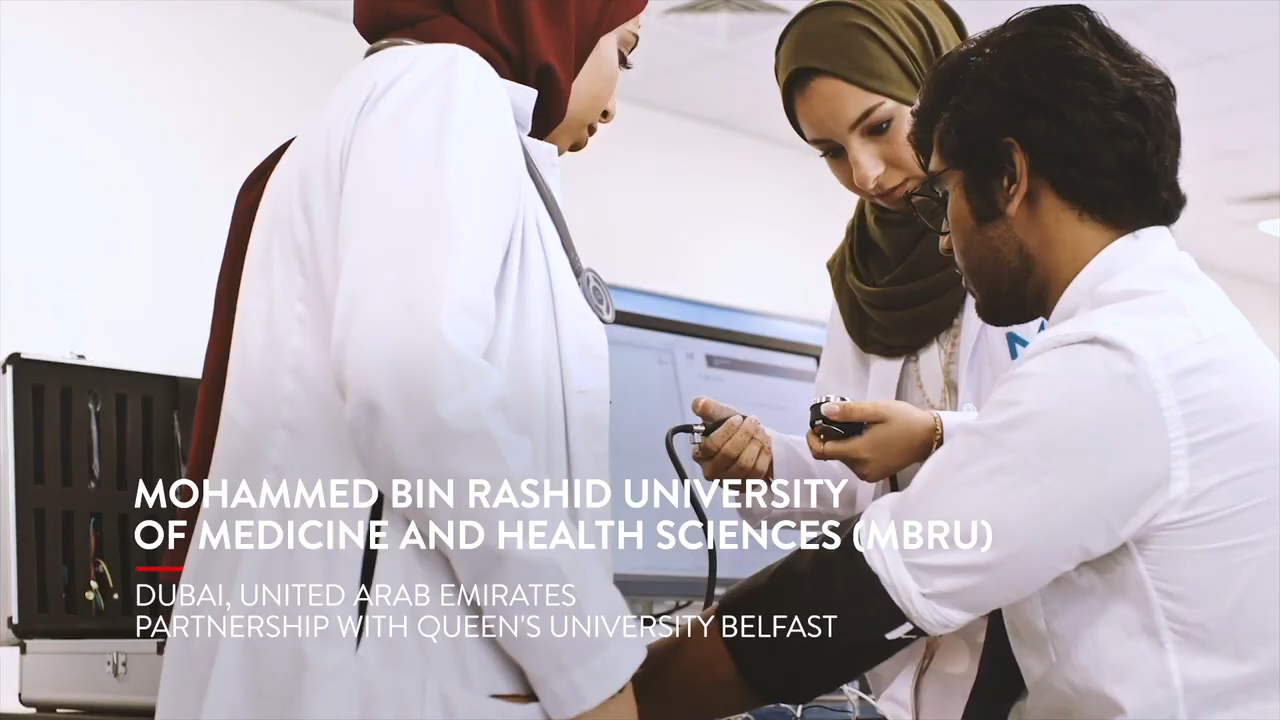 MOHAMMED BIN RASHID UNIVERSITY
OF MEDICINE AND HEALTH SCIENCES (MBRU)
DUBAI, UNITED ARAB EMIRATES
PARTNERSHIP WITH QUEEN'S UNIVERSITY BELFAST